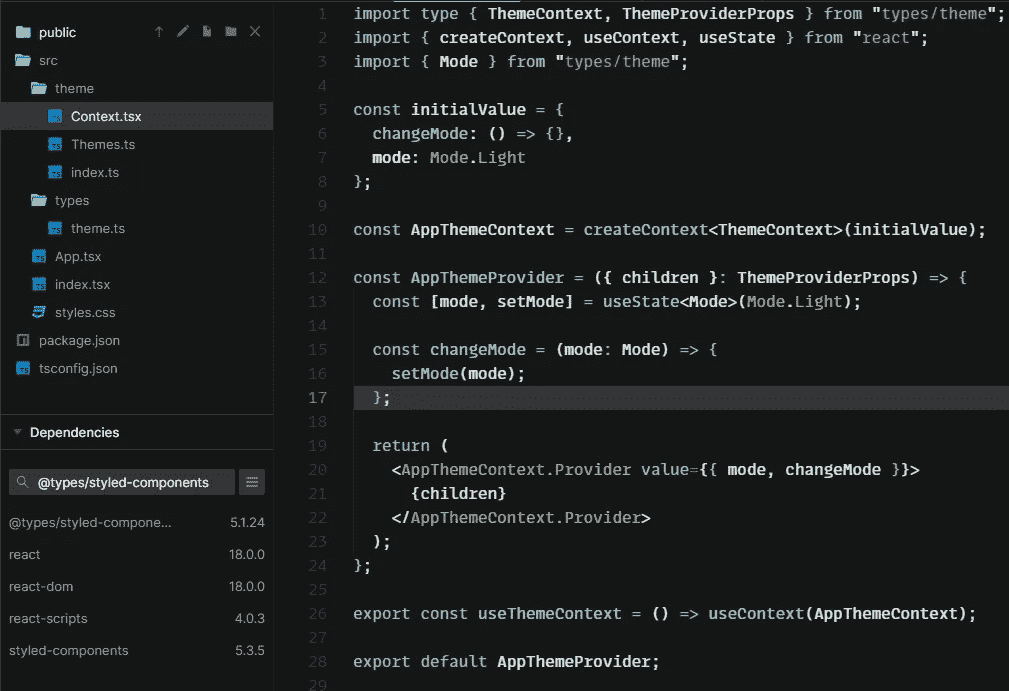 public
src
theme
Context.tsx
Themes.ts
index.ts
types
theme.ts
App.tsx
index.tsx
styles.css
package.json
tsconfig.json
Dependencies
@types/styled-components
@types/styled-compone... 5.1.24
react 18.0.0
react-dom 18.0.0
react-scripts 4.0.3
styled-components 5.3.5
1 import type { ThemeContext, ThemeProviderProps } from "types/theme";
2 import { createContext, useContext, useState } from "react";
3 import { Mode } from "types/theme";
4
5 const initialValue = {
6   changeMode: () => {},
7   mode: Mode.Light
8 };
9
10 const AppThemeContext = createContext<ThemeContext>(initialValue);
11
12 const AppThemeProvider = ({ children }: ThemeProviderProps) => {
13   const [mode, setMode] = useState<Mode>(Mode.Light);
14
15   const changeMode = (mode: Mode) => {
16     setMode(mode);
17   };
18
19   return (
20     <AppThemeContext.Provider value={{ mode, changeMode }}>
21       {children}
22     </AppThemeContext.Provider>
23   );
24 };
25
26 export const useThemeContext = () => useContext(AppThemeContext);
27
28 export default AppThemeProvider;
29